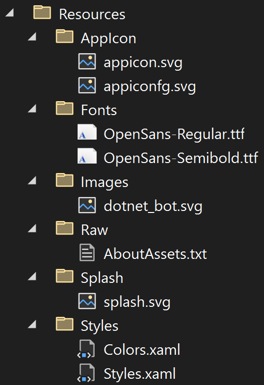 Resources
AppIcon
appicon.svg
appiconfg.svg
Fonts
OpenSans-Regular.ttf
OpenSans-Semibold.ttf
Images
dotnet_bot.svg
Raw
AboutAssets.txt
Splash
splash.svg
Styles
Colors.xaml
Styles.xaml